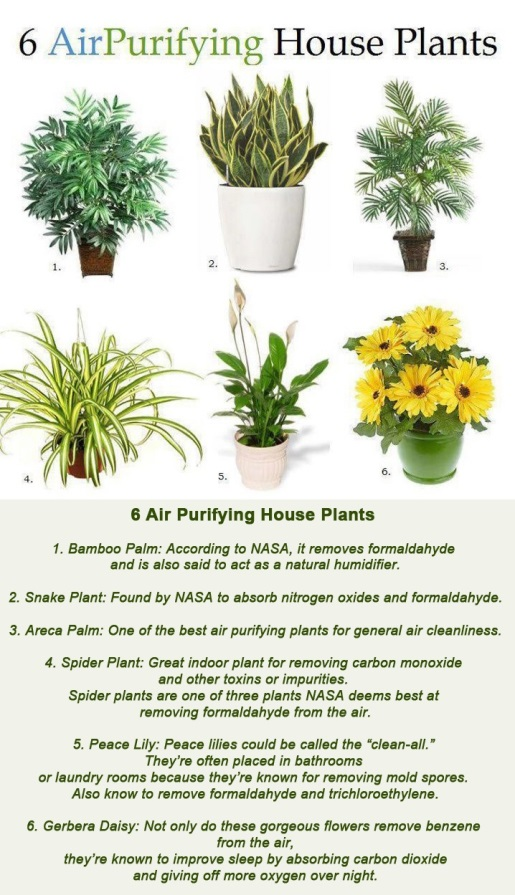 6 AirPurifying House Plants
1.
2.
3.
4.
5.
6.
6 Air Purifying House Plants
1. Bamboo Palm: According to NASA, it removes formaldahyde
and is also said to act as a natural humidifier.
2. Snake Plant: Found by NASA to absorb nitrogen oxides and formaldahyde.
3. Areca Palm: One of the best air purifying plants for general air cleanliness.
4. Spider Plant: Great indoor plant for removing carbon monoxide
and other toxins or impurities.
Spider plants are one of three plants NASA deems best at
removing formaldahyde from the air.
5. Peace Lily: Peace lilies could be called the “clean-all.”
They’re often placed in bathrooms
or laundry rooms because they’re known for removing mold spores.
Also know to remove formaldahyde and trichloroethylene.
6. Gerbera Daisy: Not only do these gorgeous flowers remove benzene
from the air,
they’re known to improve sleep by absorbing carbon dioxide
and giving off more oxygen over night.